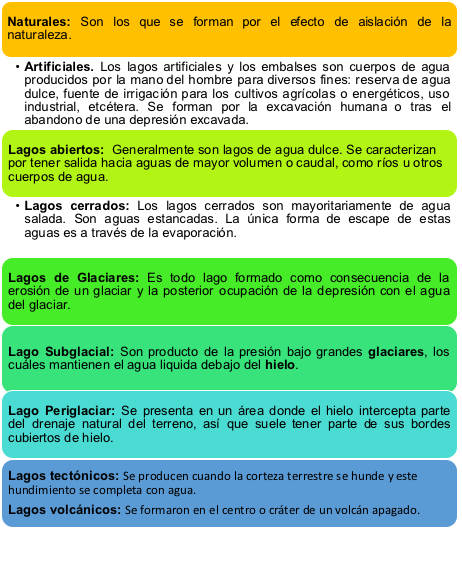 Naturales: Son los que se forman por el efecto de aislación de la
naturaleza.
• Artificiales. Los lagos artificiales y los embalses son cuerpos de agua
producidos por la mano del hombre para diversos fines: reserva de agua
dulce, fuente de irrigación para los cultivos agrícolas o energéticos, uso
industrial, etcétera. Se forman por la excavación humana o tras el
abandono de una depresión excavada.
Lagos abiertos: Generalmente son lagos de agua dulce. Se caracterizan
por tener salida hacia aguas de mayor volumen o caudal, como ríos u otros
cuerpos de agua.
• Lagos cerrados: Los lagos cerrados son mayoritariamente de agua
salada. Son aguas estancadas. La única forma de escape de estas
aguas es a través de la evaporación.
Lagos de Glaciares: Es todo lago formado como consecuencia de la
erosión de un glaciar y la posterior ocupación de la depresión con el agua
del glaciar.
Lago Subglacial: Son producto de la presión bajo grandes glaciares, los
cuáles mantienen el agua liquida debajo del hielo.
Lago Periglaciar: Se presenta en un área donde el hielo intercepta parte
del drenaje natural del terreno, así que suele tener parte de sus bordes
cubiertos de hielo.
Lagos tectónicos: Se producen cuando la corteza terrestre se hunde y este
hundimiento se completa con agua.
Lagos volcánicos: Se formaron en el centro o cráter de un volcán apagado.